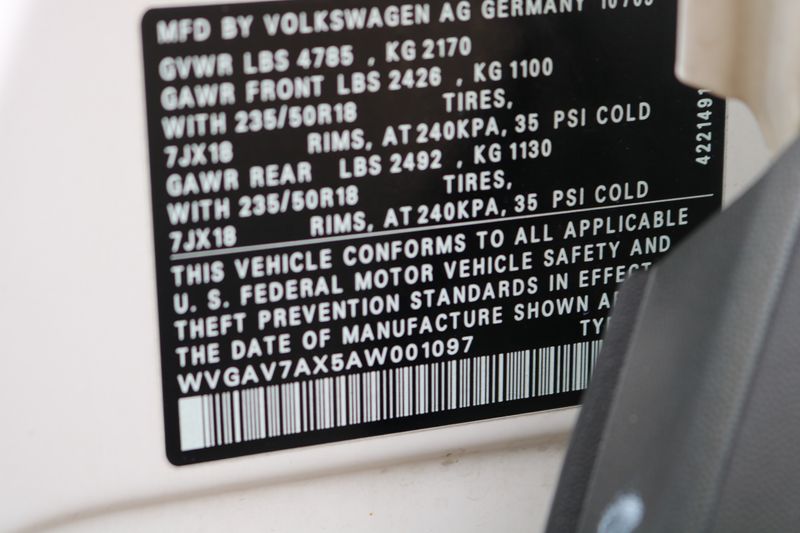 MFD BY VOLKSWAGEN AG GERMANY
GVWR LBS 4785 , KG 2170
GAWR FRONT LBS 2426 , KG 1100
WITH 235/50R18 TIRES,
7JX18 RIMS, AT 240KPA, 35 PSI COLD
GAWR REAR LBS 2492 , KG 1130
WITH 235/50R18 TIRES,
7JX18 RIMS, AT 240KPA, 35 PSI COLD
THIS VEHICLE CONFORMS TO ALL APPLICABLE
U. S. FEDERAL MOTOR VEHICLE SAFETY AND
THEFT PREVENTION STANDARDS IN EFFECT
THE DATE OF MANUFACTURE SHOWN
WVGAV7AX5AW001097
4221491